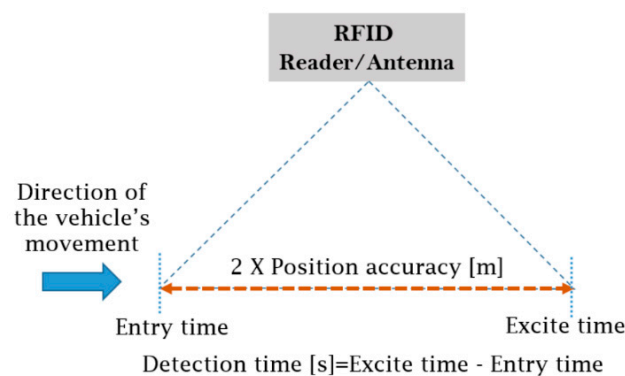 RFID
Reader/Antenna
Direction of
the vehicle's
movement
2 X Position accuracy [m]
Entry time
Excite time
Detection time [s]=Excite time - Entry time